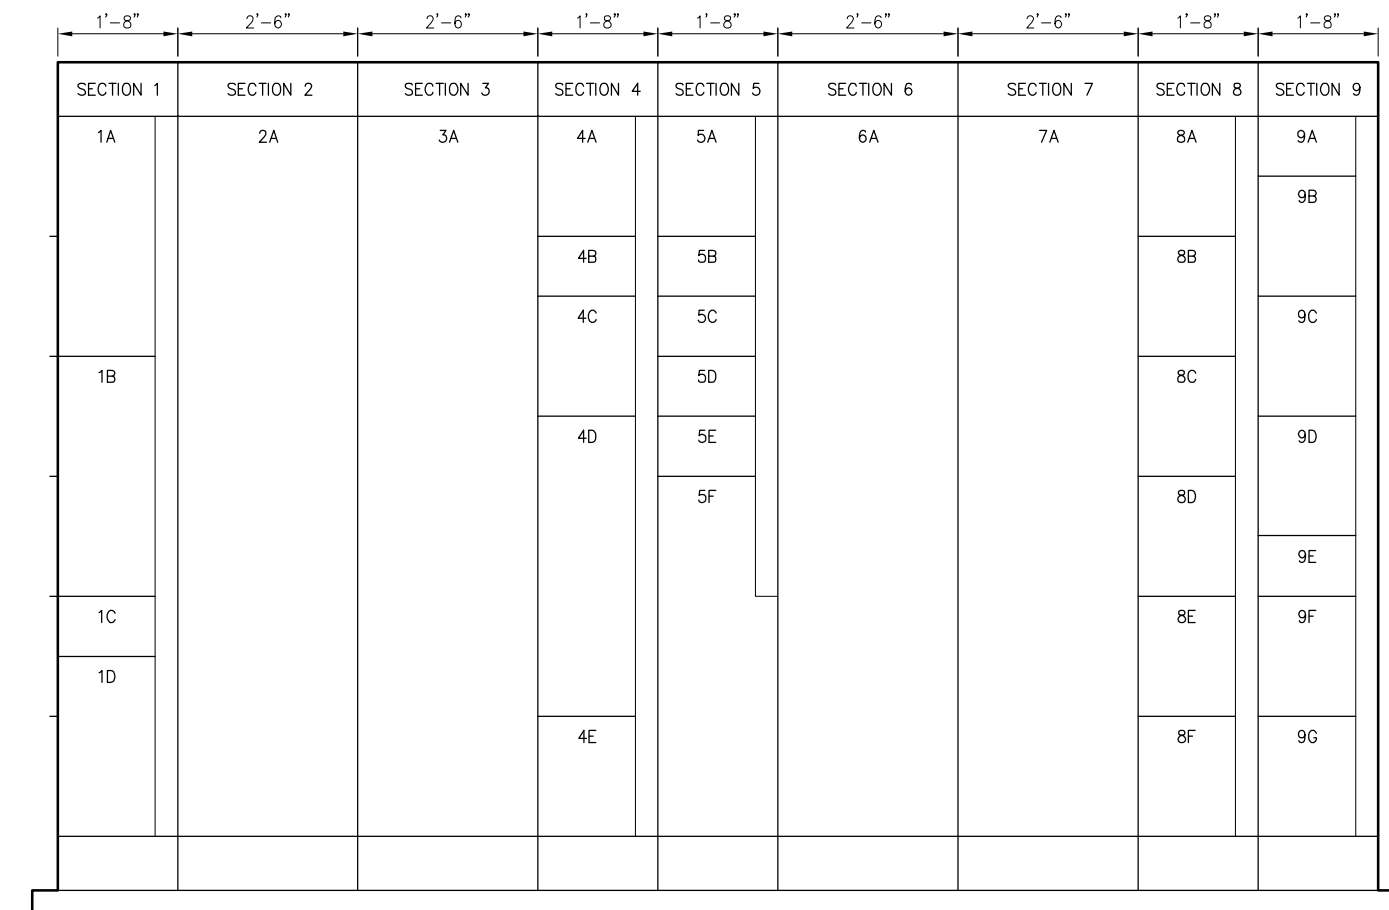 1'-8" 2'-6" 2'-6" 1'-8" 1'-8" 2'-6" 2'-6" 1'-8" 1'-8"
SECTION 1 SECTION 2 SECTION 3 SECTION 4 SECTION 5 SECTION 6 SECTION 7 SECTION 8 SECTION 9
1A 2A 3A 4A 5A 6A 7A 8A 9A
9B
4B 5B 8B
4C 5C 9C
1B 5D 8C
4D 5E 9D
5F 8D
9E
1C 8E 9F
1D
4E 8F 9G